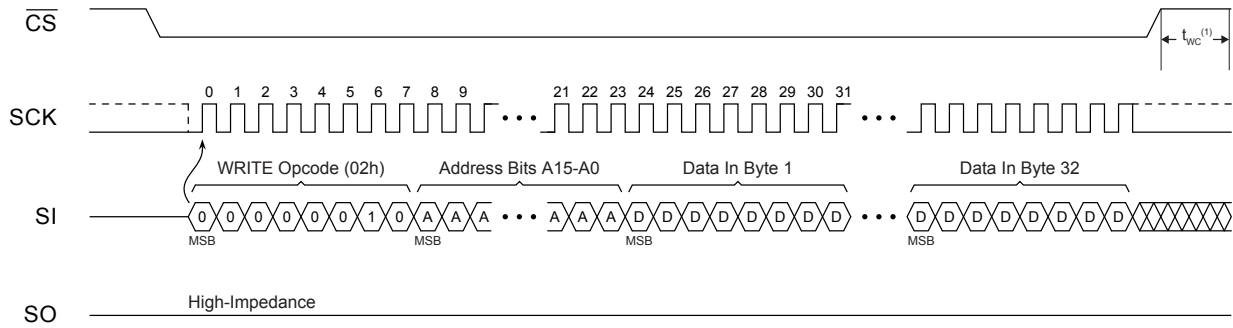 CS
t_WC(1)
SCK
0 1 2 3 4 5 6 7 8 9 21 22 23 24 25 26 27 28 29 30 31
WRITE Opcode (02h) Address Bits A15-A0 Data In Byte 1 Data In Byte 32
SI
0 0 0 0 0 0 1 0 A A A A A A D D D D D D D D D D D D D D D D
MSB MSB MSB MSB
High-Impedance
SO